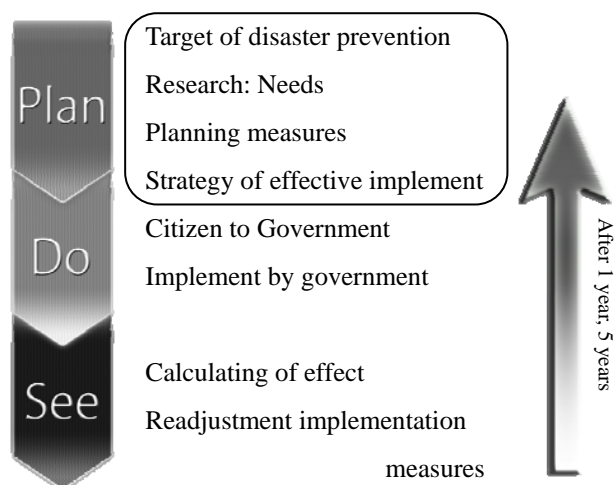 Plan
Target of disaster prevention
Research: Needs
Planning measures
Strategy of effective implement
Do
Citizen to Government
Implement by government
See
Calculating of effect
Readjustment implementation
measures
After 1 year, 5 years